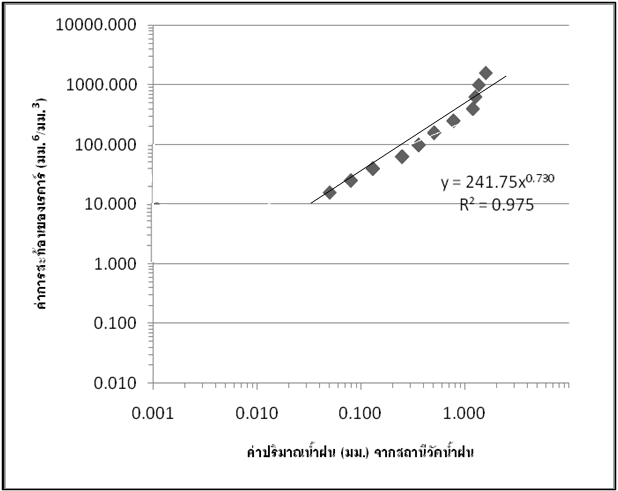 10000.000
1000.000
100.000
10.000
1.000
0.100
0.010
0.001 0.010 0.100 1.000
y = 241.75x^0.730
R² = 0.975
ค่าการสะท้อนของเรดาร์ (มม.⁶/มม.³)
ค่าปริมาณน้ำฝน (มม.) จากสถานีวัดน้ำฝน